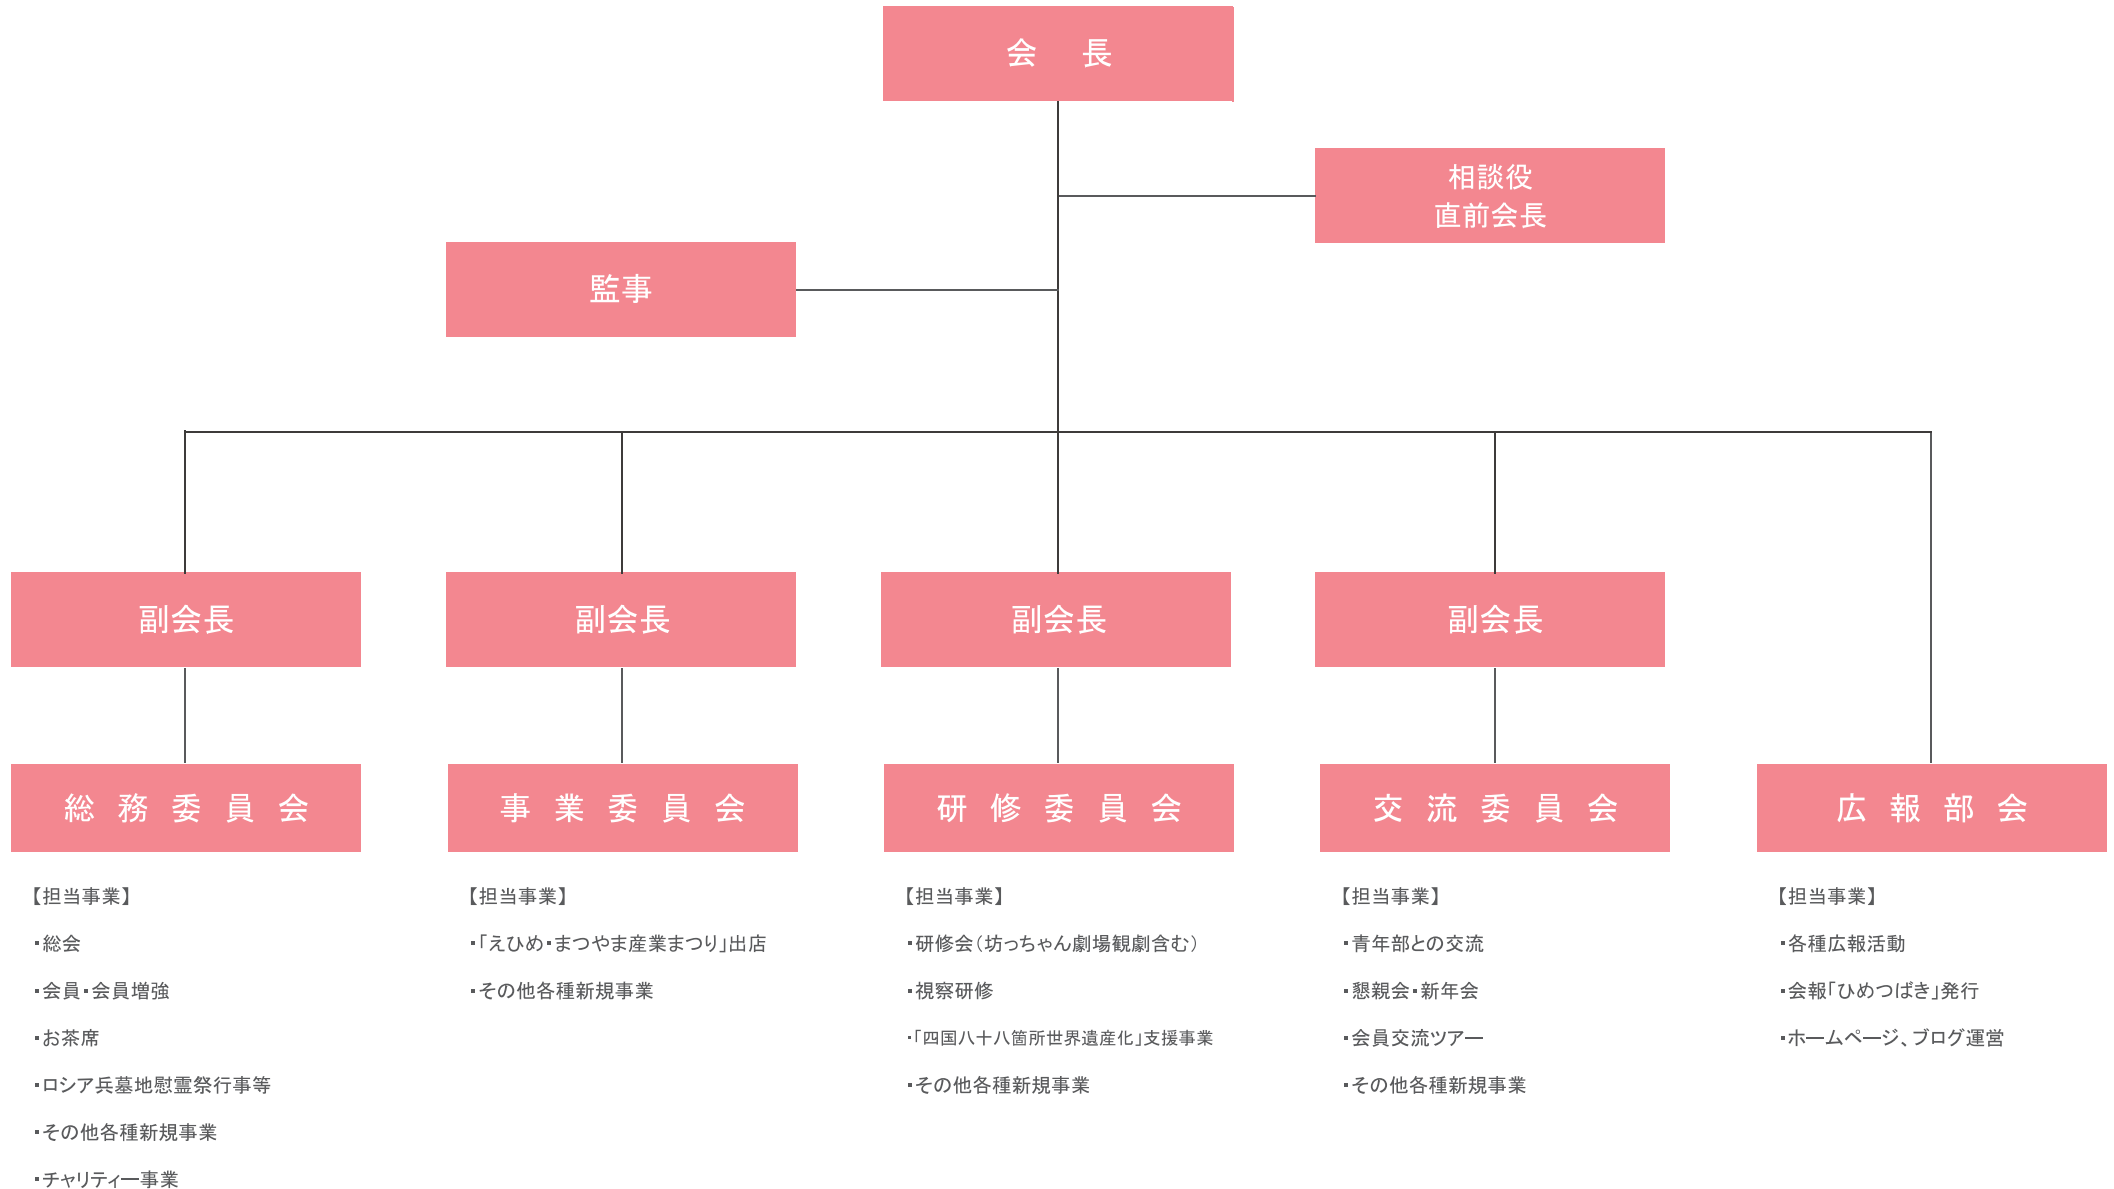 会　長
相談役
直前会長
監事
副会長
副会長
副会長
副会長
総務委員会
事業委員会
研修委員会
交流委員会
広報部会
【担当事業】
・総会
・会員・会員増強
・お茶席
・ロシア兵墓地慰霊祭行事等
・その他各種新規事業
・チャリティー事業
【担当事業】
・「えひめ・まつやま産業まつり」出店
・その他各種新規事業
【担当事業】
・研修会（坊っちゃん劇場観劇含む）
・視察研修
・「四国八十八箇所世界遺産化」支援事業
・その他各種新規事業
【担当事業】
・青年部との交流
・懇親会・新年会
・会員交流ツアー
・その他各種新規事業
【担当事業】
・各種広報活動
・会報「ひめつばき」発行
・ホームページ、ブログ運営